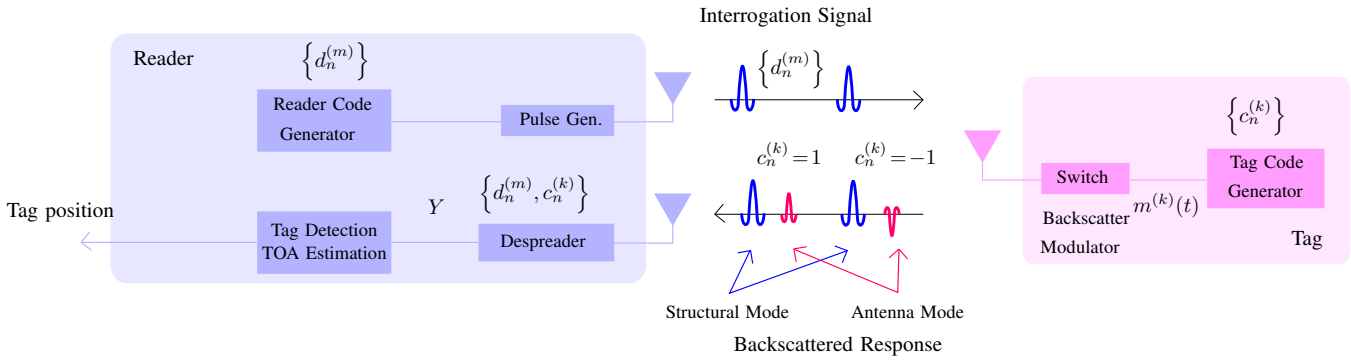 Interrogation Signal
Reader
{d_n^{(m)}}
Reader Code
Generator
Pulse Gen.
{d_n^{(m)}}
{c_n^{(k)}}
Tag Code
Generator
Switch
m^{(k)}(t)
Backscatter
Modulator
Tag
c_n^{(k)}=1
c_n^{(k)}=-1
{d_n^{(m)}, c_n^{(k)}}
Y
Despreader
Tag Detection
TOA Estimation
Tag position
Structural Mode
Antenna Mode
Backscattered Response